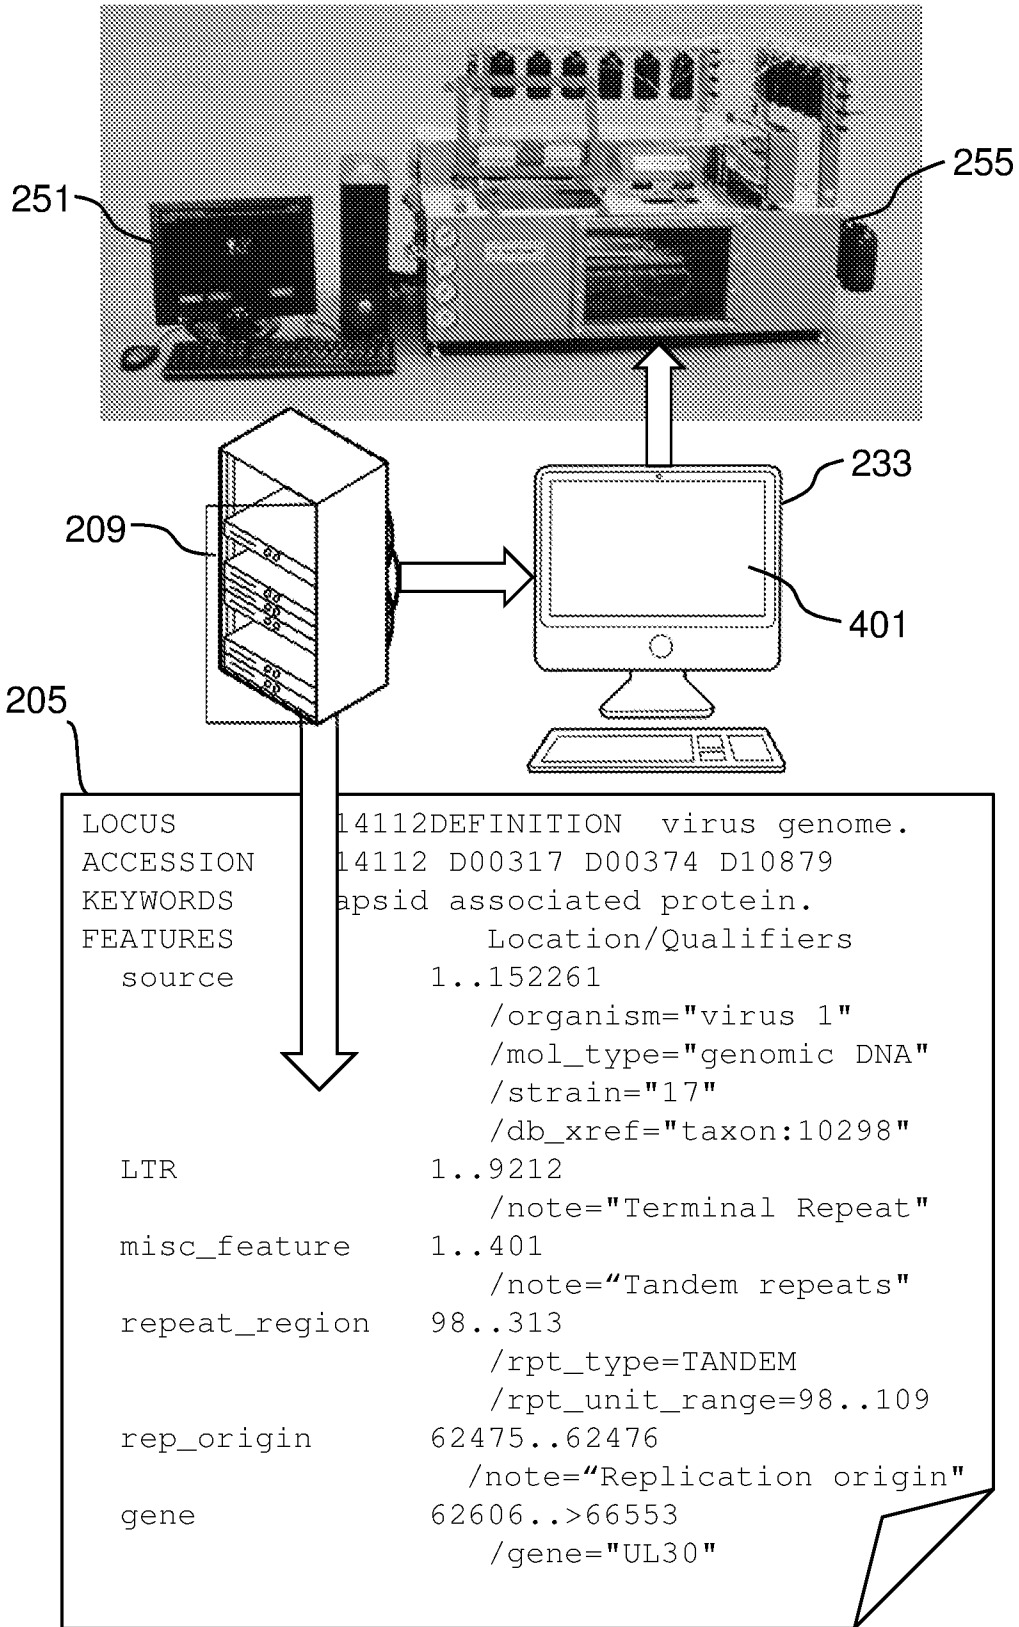 251
255
233
209
401
205
LOCUS 14112DEFINITION virus genome.
ACCESSION 14112 D00317 D00374 D10879
KEYWORDS apsid associated protein.
FEATURES Location/Qualifiers
source 1..152261
/organism="virus 1"
/mol_type="genomic DNA"
/strain="17"
/db_xref="taxon:10298"
LTR 1..9212
/note="Terminal Repeat"
misc_feature 1..401
/note=“Tandem repeats"
repeat_region 98..313
/rpt_type=TANDEM
/rpt_unit_range=98..109
rep_origin 62475..62476
/note=“Replication origin"
gene 62606..>66553
/gene="UL30"